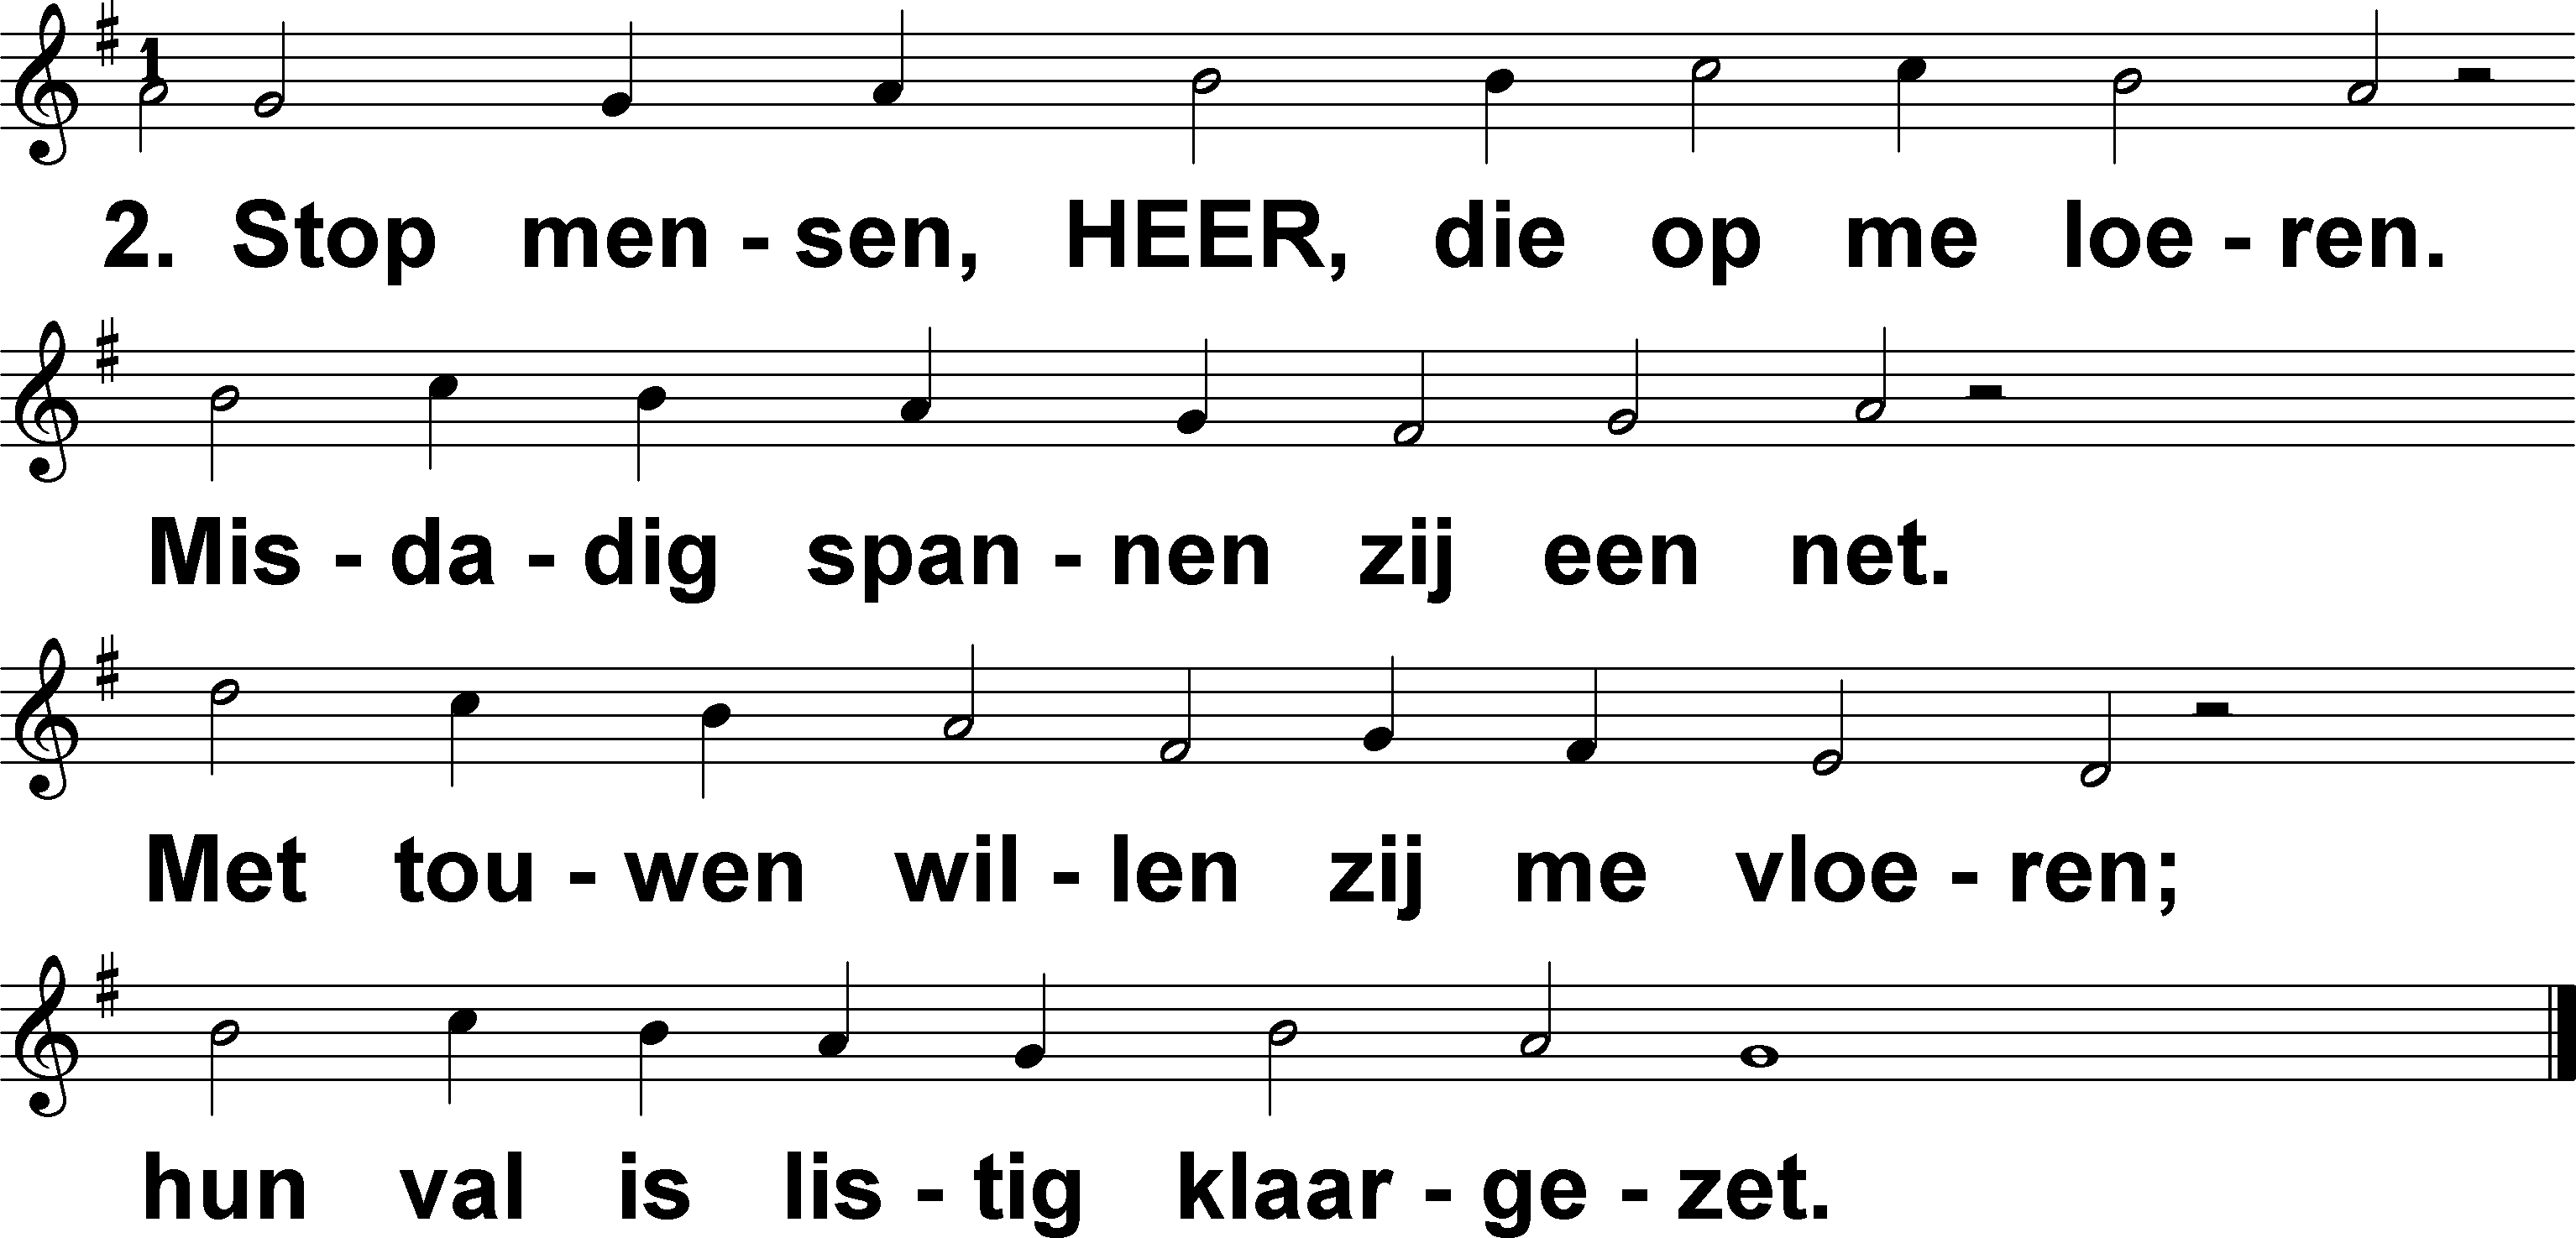 1
2. Stop men - sen, HEER, die op me loe - ren.
Mis - da - dig span - nen zij een net.
Met tou - wen wil - len zij me vloe - ren;
hun val is lis - tig klaar - ge - zet.